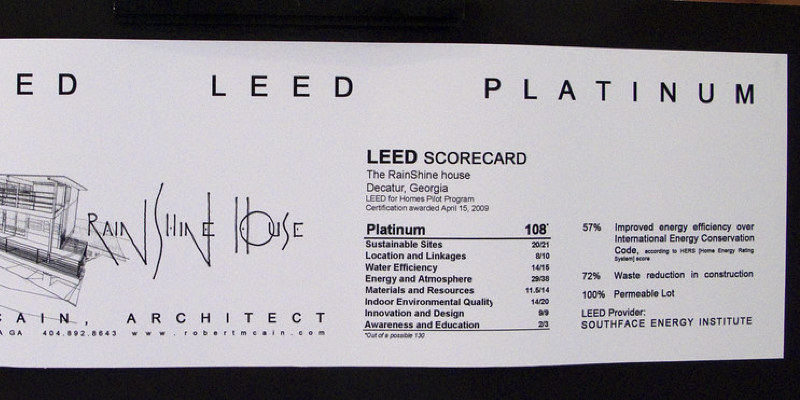 ED LEED PLATINUM
RAINSHINE HOUSE
CAIN, ARCHITECT
A GA 404.892.8643 www.robertmcain.com
LEED SCORECARD
The RainShine house
Decatur, Georgia
LEED for Homes Pilot Program
Certification awarded April 15, 2009
Platinum 108*
Sustainable Sites 20/21
Location and Linkages 8/10
Water Efficiency 14/15
Energy and Atmosphere 29/38
Materials and Resources 11.5/14
Indoor Environmental Quality 14/20
Innovation and Design 9/9
Awareness and Education 2/3
*Out of a possible 130
57% Improved energy efficiency over
International Energy Conservation
Code, according to HERS [Home Energy Rating
System] score
72% Waste reduction in construction
100% Permeable Lot
LEED Provider:
SOUTHFACE ENERGY INSTITUTE